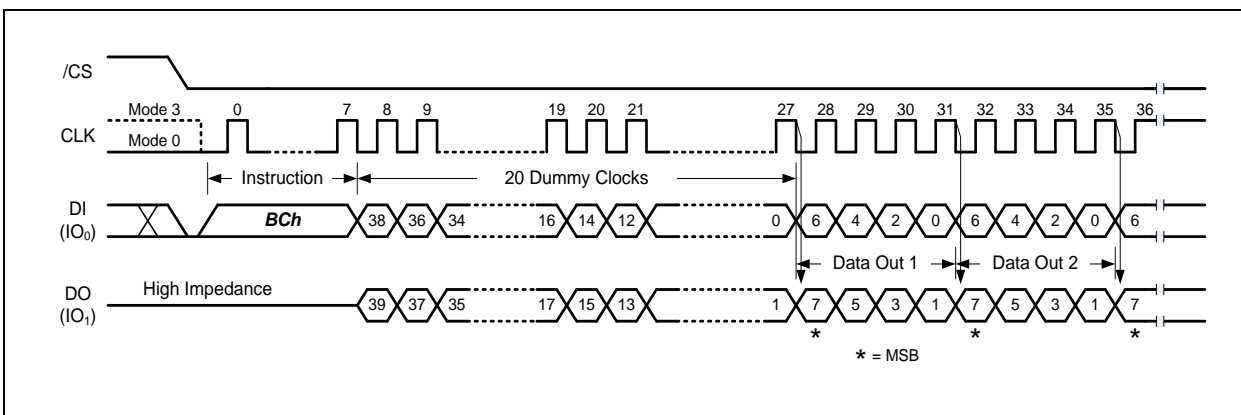 /CS
Mode 3 0 7 8 9 19 20 21 27 28 29 30 31 32 33 34 35 36
CLK
Mode 0
Instruction 20 Dummy Clocks
DI
(IO0)
BCh 38 36 34 16 14 12 0 6 4 2 0 6 4 2 0 6
Data Out 1 Data Out 2
High Impedance
DO
(IO1)
39 37 35 17 15 13 1 7 5 3 1 7 5 3 1 7
* * *
* = MSB